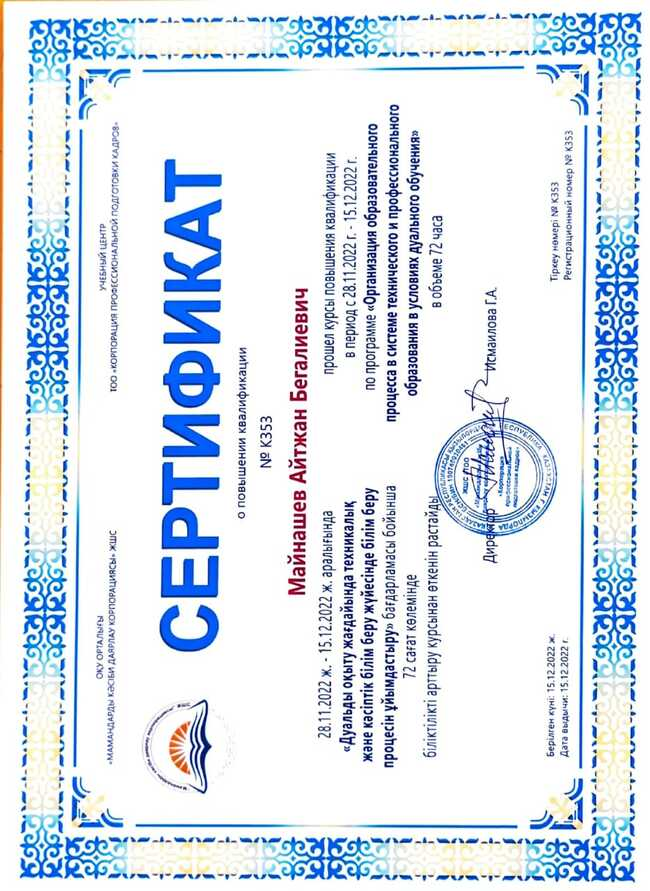 ОҚУ ОРТАЛЫҒЫ
«МАМАНДАРДЫ КӘСІБИ ДАЯРЛАУ КОРПОРАЦИЯСЫ» ЖШС
УЧЕБНЫЙ ЦЕНТР
ТОО «КОРПОРАЦИЯ ПРОФЕССИОНАЛЬНОЙ ПОДГОТОВКИ КАДРОВ»
СЕРТИФИКАТ
о повышении квалификации
№ К353
Майнашев Айтжан Бегалиевич
28.11.2022 ж. - 15.12.2022 ж. аралығында
«Дуальды оқыту жағдайында техникалық
және кәсіптік білім беру жүйесінде білім беру
процесін ұйымдастыру» бағдарламасы бойынша
72 сағат көлемінде
біліктілікті арттыру курсынан өткенін растайды
прошел курсы повышения квалификации
в период с 28.11.2022 г. - 15.12.2022 г.
по программе «Организация образовательного
процесса в системе технического и профессионального
образования в условиях дуального обучения»
в объеме 72 часа
Директор Исмаилова Г.А.
Берілген күні: 15.12.2022 ж.
Дата выдачи: 15.12.2022 г.
Тіркеу нөмері № К353
Регистрационный номер № К353